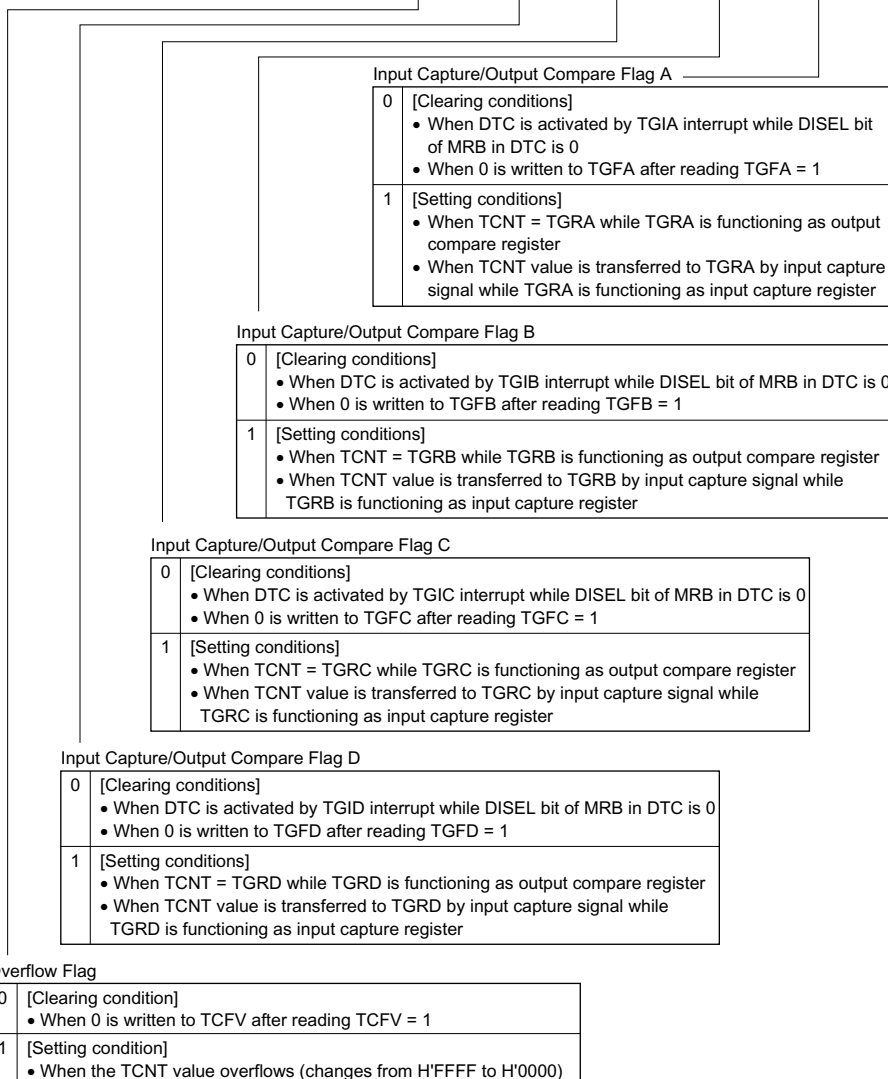 Input Capture/Output Compare Flag A
0 [Clearing conditions]
• When DTC is activated by TGIA interrupt while DISEL bit
of MRB in DTC is 0
• When 0 is written to TGFA after reading TGFA = 1
1 [Setting conditions]
• When TCNT = TGRA while TGRA is functioning as output
compare register
• When TCNT value is transferred to TGRA by input capture
signal while TGRA is functioning as input capture register
Input Capture/Output Compare Flag B
0 [Clearing conditions]
• When DTC is activated by TGIB interrupt while DISEL bit of MRB in DTC is 0
• When 0 is written to TGFB after reading TGFB = 1
1 [Setting conditions]
• When TCNT = TGRB while TGRB is functioning as output compare register
• When TCNT value is transferred to TGRB by input capture signal while
TGRB is functioning as input capture register
Input Capture/Output Compare Flag C
0 [Clearing conditions]
• When DTC is activated by TGIC interrupt while DISEL bit of MRB in DTC is 0
• When 0 is written to TGFC after reading TGFC = 1
1 [Setting conditions]
• When TCNT = TGRC while TGRC is functioning as output compare register
• When TCNT value is transferred to TGRC by input capture signal while
TGRC is functioning as input capture register
Input Capture/Output Compare Flag D
0 [Clearing conditions]
• When DTC is activated by TGID interrupt while DISEL bit of MRB in DTC is 0
• When 0 is written to TGFD after reading TGFD = 1
1 [Setting conditions]
• When TCNT = TGRD while TGRD is functioning as output compare register
• When TCNT value is transferred to TGRD by input capture signal while
TGRD is functioning as input capture register
verflow Flag
0 [Clearing condition]
• When 0 is written to TCFV after reading TCFV = 1
1 [Setting condition]
• When the TCNT value overflows (changes from H'FFFF to H'0000)